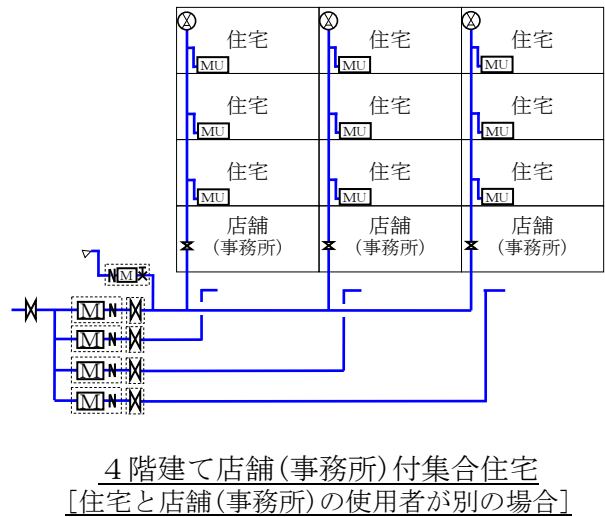 A A A
住宅 住宅 住宅
MU MU MU
住宅 住宅 住宅
MU MU MU
住宅 住宅 住宅
MU MU MU
店舗 店舗 店舗
(事務所) (事務所) (事務所)
M
M
M
M
M
４階建て店舗(事務所)付集合住宅
[住宅と店舗(事務所)の使用者が別の場合]